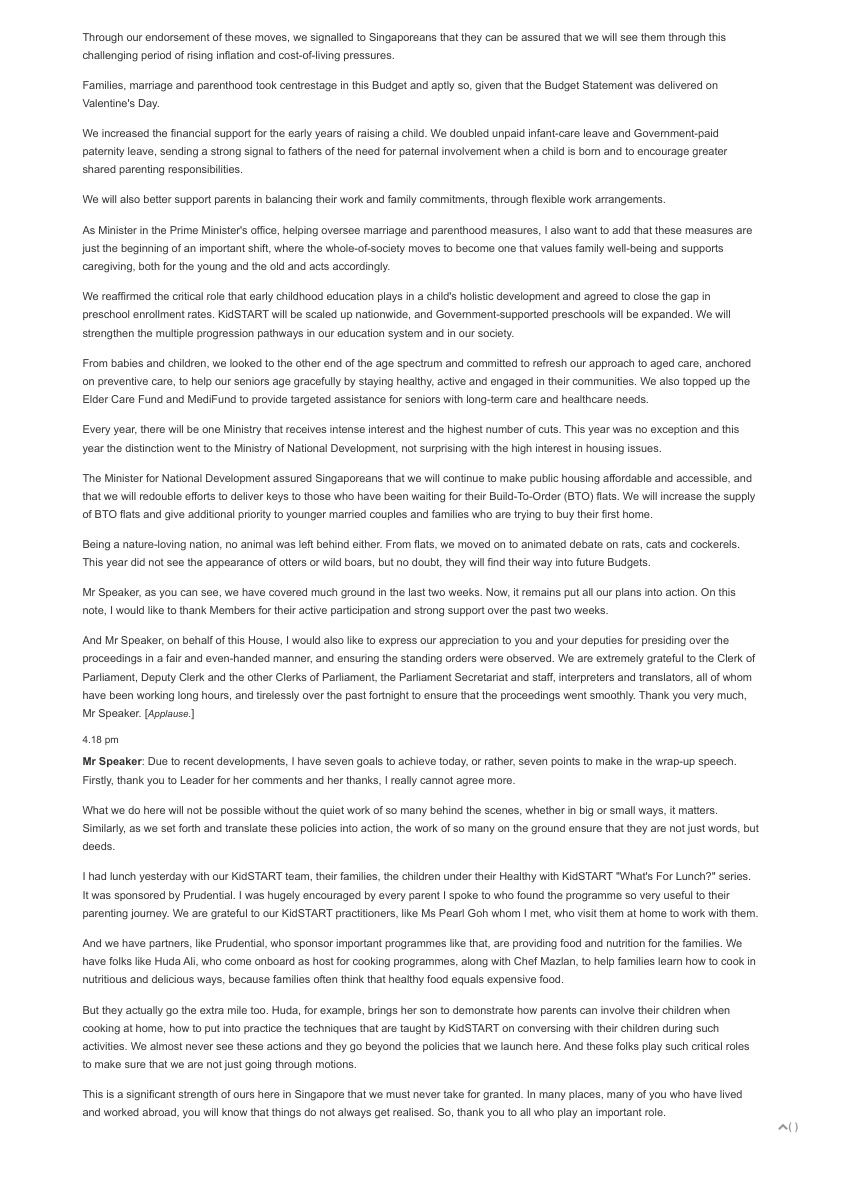 Through our endorsement of these moves, we signalled to Singaporeans that they can be assured that we will see them through this
challenging period of rising inflation and cost-of-living pressures.
Families, marriage and parenthood took centrestage in this Budget and aptly so, given that the Budget Statement was delivered on
Valentine's Day.
We increased the financial support for the early years of raising a child. We doubled unpaid infant-care leave and Government-paid
paternity leave, sending a strong signal to fathers of the need for paternal involvement when a child is born and to encourage greater
shared parenting responsibilities.
We will also better support parents in balancing their work and family commitments, through flexible work arrangements.
As Minister in the Prime Minister's office, helping oversee marriage and parenthood measures, I also want to add that these measures are
just the beginning of an important shift, where the whole-of-society moves to become one that values family well-being and supports
caregiving, both for the young and the old and acts accordingly.
We reaffirmed the critical role that early childhood education plays in a child's holistic development and agreed to close the gap in
preschool enrollment rates. KidSTART will be scaled up nationwide, and Government-supported preschools will be expanded. We will
strengthen the multiple progression pathways in our education system and in our society.
From babies and children, we looked to the other end of the age spectrum and committed to refresh our approach to aged care, anchored
on preventive care, to help our seniors age gracefully by staying healthy, active and engaged in their communities. We also topped up the
Elder Care Fund and MediFund to provide targeted assistance for seniors with long-term care and healthcare needs.
Every year, there will be one Ministry that receives intense interest and the highest number of cuts. This year was no exception and this
year the distinction went to the Ministry of National Development, not surprising with the high interest in housing issues.
The Minister for National Development assured Singaporeans that we will continue to make public housing affordable and accessible, and
that we will redouble efforts to deliver keys to those who have been waiting for their Build-To-Order (BTO) flats. We will increase the supply
of BTO flats and give additional priority to younger married couples and families who are trying to buy their first home.
Being a nature-loving nation, no animal was left behind either. From flats, we moved on to animated debate on rats, cats and cockerels.
This year did not see the appearance of otters or wild boars, but no doubt, they will find their way into future Budgets.
Mr Speaker, as you can see, we have covered much ground in the last two weeks. Now, it remains put all our plans into action. On this
note, I would like to thank Members for their active participation and strong support over the past two weeks.
And Mr Speaker, on behalf of this House, I would also like to express our appreciation to you and your deputies for presiding over the
proceedings in a fair and even-handed manner, and ensuring the standing orders were observed. We are extremely grateful to the Clerk of
Parliament, Deputy Clerk and the other Clerks of Parliament, the Parliament Secretariat and staff, interpreters and translators, all of whom
have been working long hours, and tirelessly over the past fortnight to ensure that the proceedings went smoothly. Thank you very much,
Mr Speaker. [Applause.]
4.18 pm
Mr Speaker: Due to recent developments, I have seven goals to achieve today, or rather, seven points to make in the wrap-up speech.
Firstly, thank you to Leader for her comments and her thanks, I really cannot agree more.
What we do here will not be possible without the quiet work of so many behind the scenes, whether in big or small ways, it matters.
Similarly, as we set forth and translate these policies into action, the work of so many on the ground ensure that they are not just words, but
deeds.
I had lunch yesterday with our KidSTART team, their families, the children under their Healthy with KidSTART "What's For Lunch?" series.
It was sponsored by Prudential. I was hugely encouraged by every parent I spoke to who found the programme so very useful to their
parenting journey. We are grateful to our KidSTART practitioners, like Ms Pearl Goh whom I met, who visit them at home to work with them.
And we have partners, like Prudential, who sponsor important programmes like that, are providing food and nutrition for the families. We
have folks like Huda Ali, who come onboard as host for cooking programmes, along with Chef Mazlan, to help families learn how to cook in
nutritious and delicious ways, because families often think that healthy food equals expensive food.
But they actually go the extra mile too. Huda, for example, brings her son to demonstrate how parents can involve their children when
cooking at home, how to put into practice the techniques that are taught by KidSTART on conversing with their children during such
activities. We almost never see these actions and they go beyond the policies that we launch here. And these folks play such critical roles
to make sure that we are not just going through motions.
This is a significant strength of ours here in Singapore that we must never take for granted. In many places, many of you who have lived
and worked abroad, you will know that things do not always get realised. So, thank you to all who play an important role.
( )